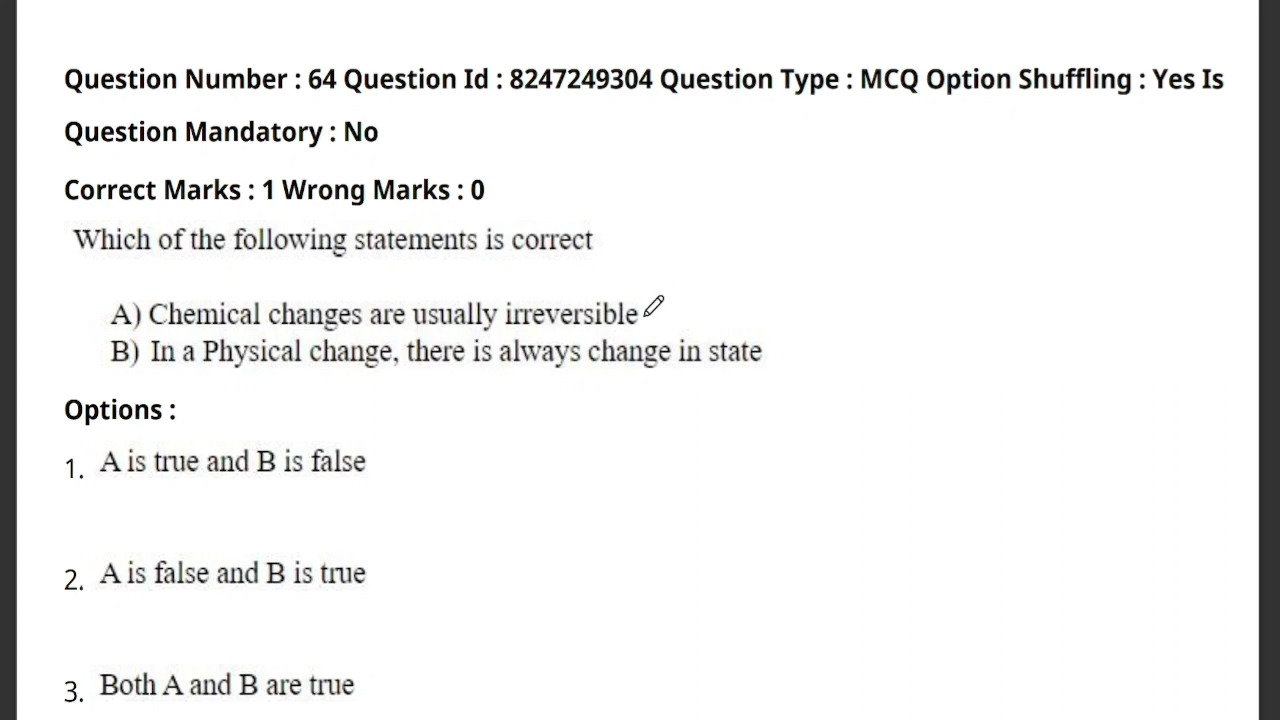 Question Number : 64 Question Id : 8247249304 Question Type : MCQ Option Shuffling : Yes Is
Question Mandatory : No
Correct Marks : 1 Wrong Marks : 0
Which of the following statements is correct
A) Chemical changes are usually irreversible
B) In a Physical change, there is always change in state
Options :
1. A is true and B is false
2. A is false and B is true
3. Both A and B are true